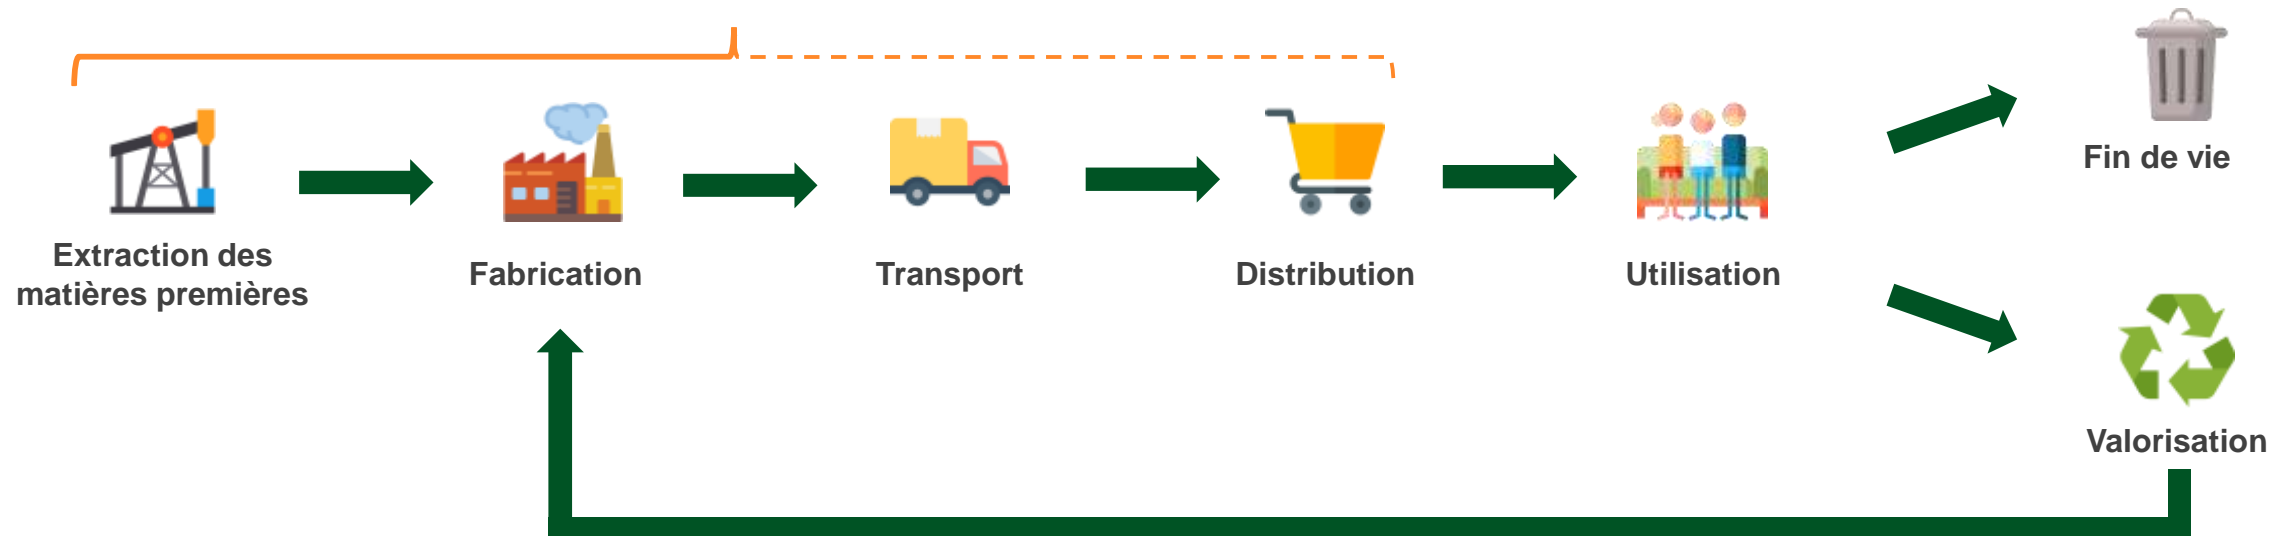 Extraction des
matières premières
Fabrication
Transport
Distribution
Utilisation
Fin de vie
Valorisation